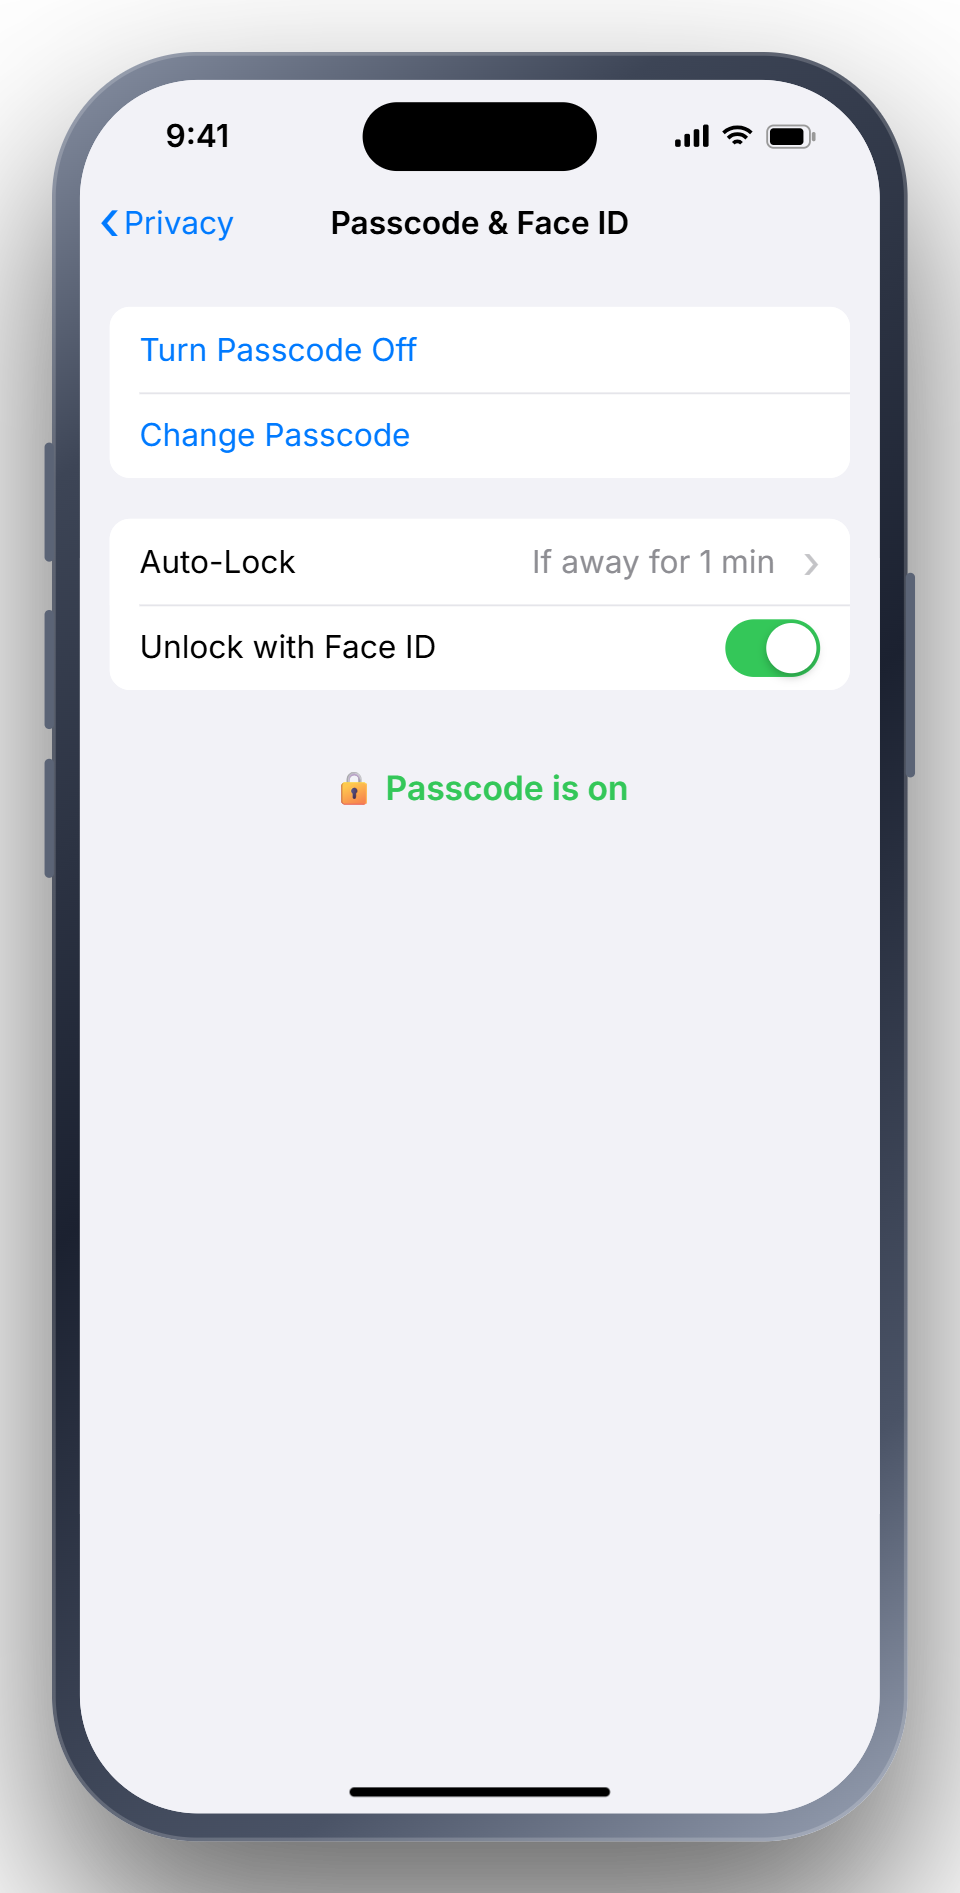 9:41
Privacy
Passcode & Face ID
Turn Passcode Off
Change Passcode
Auto-Lock If away for 1 min
Unlock with Face ID
🔒 Passcode is on